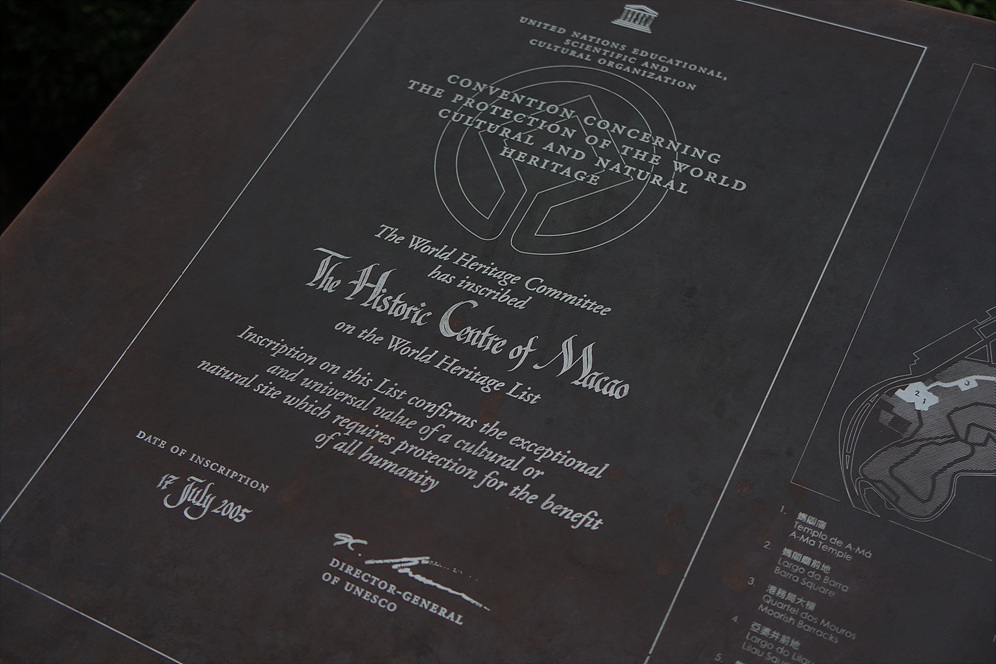 UNITED NATIONS EDUCATIONAL,
SCIENTIFIC AND
CULTURAL ORGANIZATION
CONVENTION CONCERNING
THE PROTECTION OF THE WORLD
CULTURAL AND NATURAL
HERITAGE
The World Heritage Committee
has inscribed
The Historic Centre of Macao
on the World Heritage List
Inscription on this List confirms the exceptional
and universal value of a cultural or
natural site which requires protection for the benefit
of all humanity
DATE OF INSCRIPTION
17 July 2005
DIRECTOR-GENERAL
OF UNESCO
1. 媽閣廟
Templo de A-Má
A-Ma Temple
2. 媽閣廟前地
Largo da Barra
Barra Square
3. 港務局大樓
Quartel dos Mouros
Moorish Barracks
4. 亞婆井前地
Largo do Lilau
5.